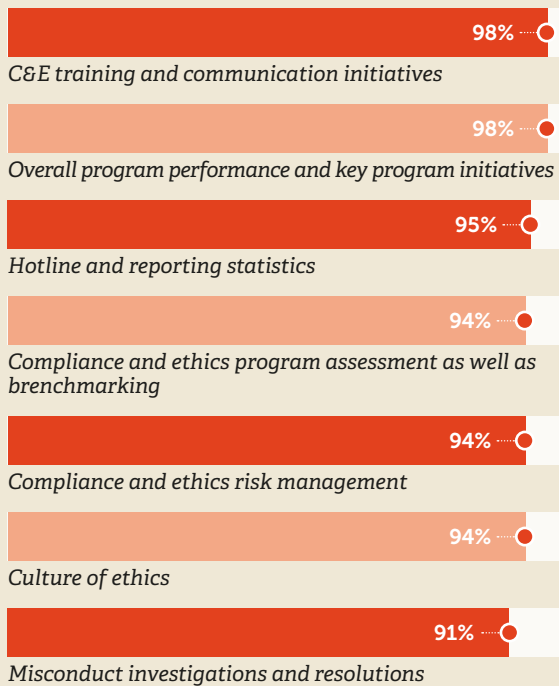 98%
C&E training and communication initiatives
98%
Overall program performance and key program initiatives
95%
Hotline and reporting statistics
94%
Compliance and ethics program assessment as well as
brenchmarking
94%
Compliance and ethics risk management
94%
Culture of ethics
91%
Misconduct investigations and resolutions